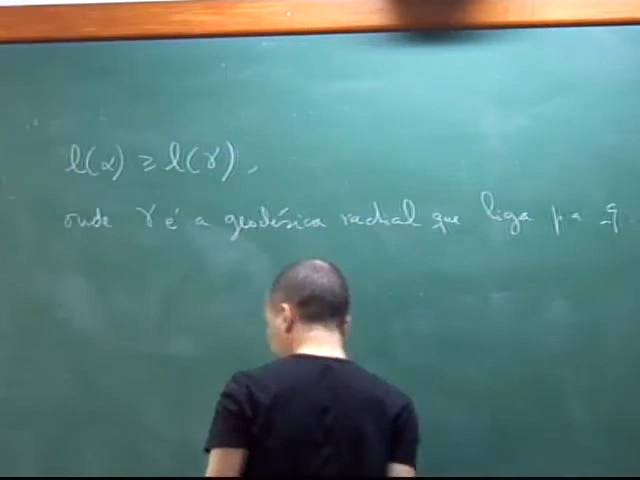 l(α) ≥ l(γ),
onde γ é a geodésica radial que liga p a q.